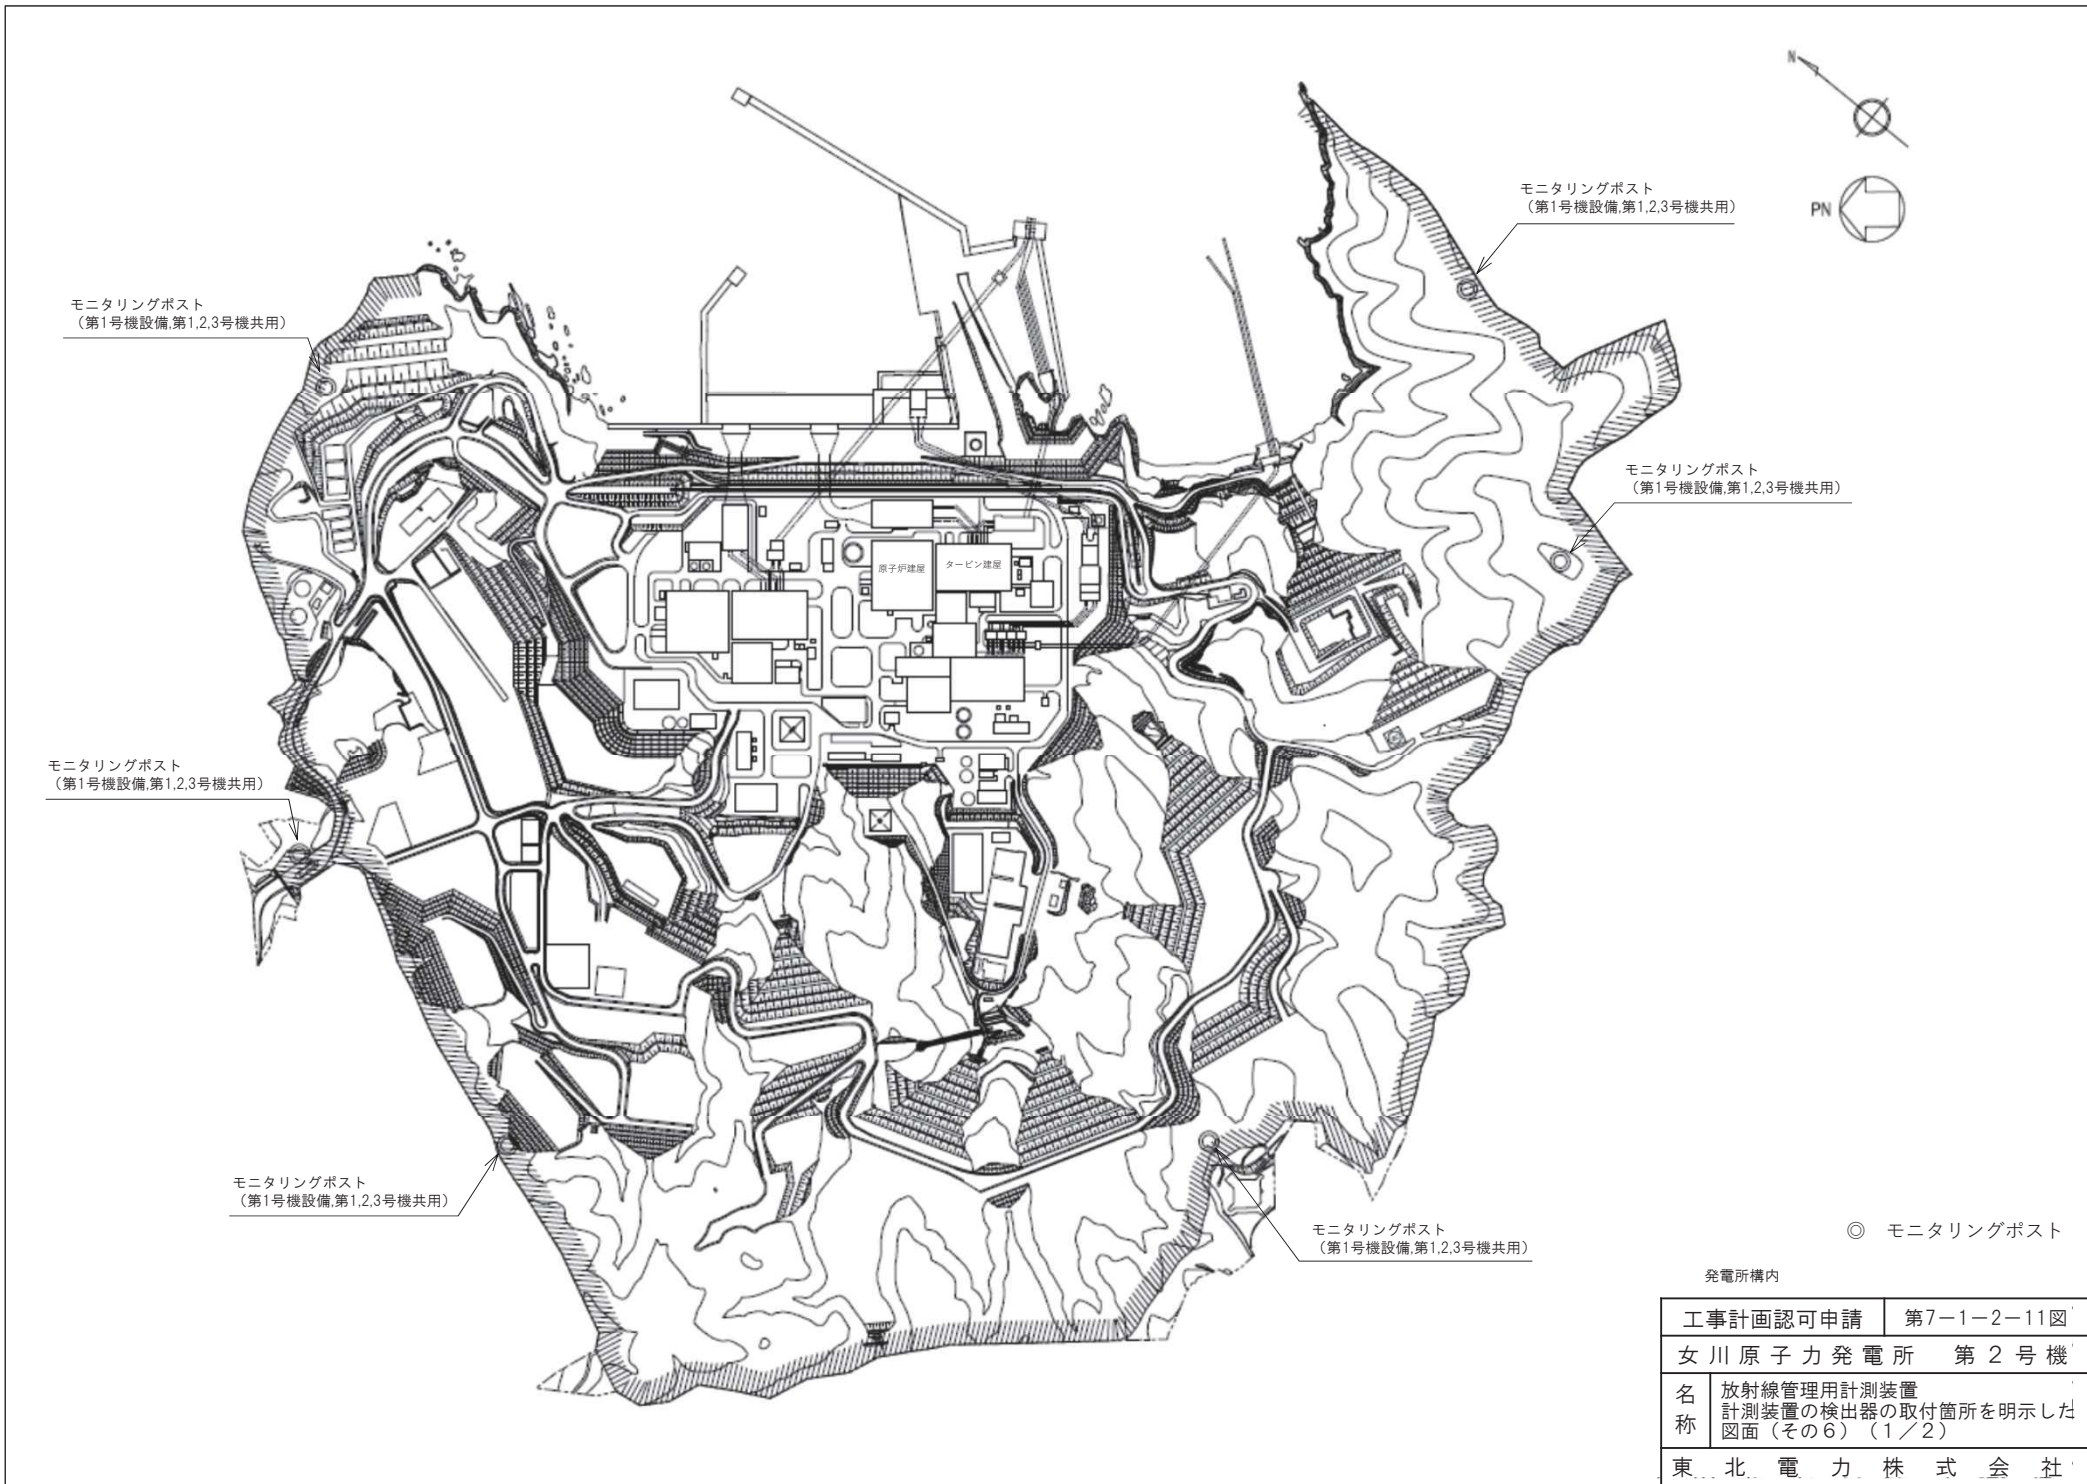 N
PN
モニタリングポスト
（第1号機設備,第1,2,3号機共用）
モニタリングポスト
（第1号機設備,第1,2,3号機共用）
モニタリングポスト
（第1号機設備,第1,2,3号機共用）
原子炉建屋
タービン建屋
モニタリングポスト
（第1号機設備,第1,2,3号機共用）
モニタリングポスト
（第1号機設備,第1,2,3号機共用）
モニタリングポスト
（第1号機設備,第1,2,3号機共用）
◎ モニタリングポスト
発電所構内
工事計画認可申請 第7－1－2－11図
女川原子力発電所 第２号機
名称
放射線管理用計測装置
計測装置の検出器の取付箇所を明示した
図面（その６）（１／２）
東北電力株式会社